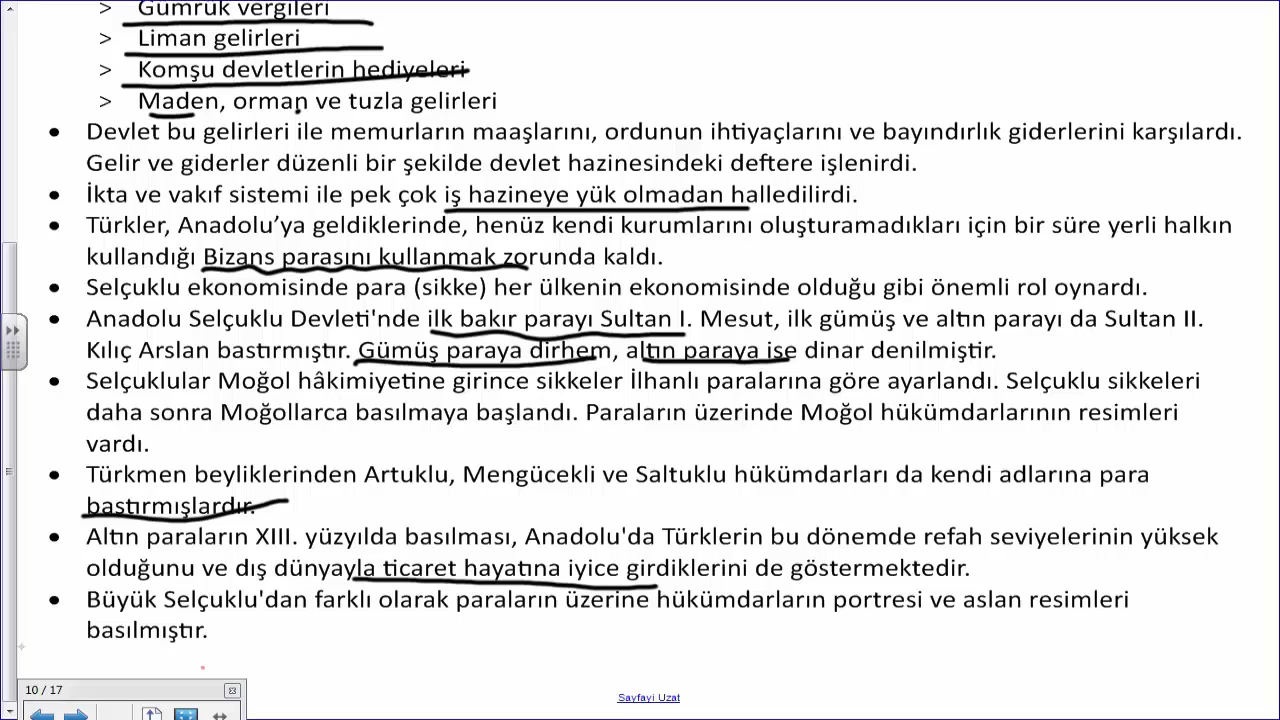 > Gümrük vergileri
> Liman gelirleri
> Komşu devletlerin hediyeleri
> Maden, orman ve tuzla gelirleri
• Devlet bu gelirleri ile memurların maaşlarını, ordunun ihtiyaçlarını ve bayındırlık giderlerini karşılardı.
Gelir ve giderler düzenli bir şekilde devlet hazinesindeki deftere işlenirdi.
• İkta ve vakıf sistemi ile pek çok iş hazineye yük olmadan halledilirdi.
• Türkler, Anadolu’ya geldiklerinde, henüz kendi kurumlarını oluşturamadıkları için bir süre yerli halkın
kullandığı Bizans parasını kullanmak zorunda kaldı.
• Selçuklu ekonomisinde para (sikke) her ülkenin ekonomisinde olduğu gibi önemli rol oynardı.
• Anadolu Selçuklu Devleti'nde ilk bakır parayı Sultan I. Mesut, ilk gümüş ve altın parayı da Sultan II.
Kılıç Arslan bastırmıştır. Gümüş paraya dirhem, altın paraya ise dinar denilmiştir.
• Selçuklular Moğol hâkimiyetine girince sikkeler İlhanlı paralarına göre ayarlandı. Selçuklu sikkeleri
daha sonra Moğollarca basılmaya başlandı. Paraların üzerinde Moğol hükümdarlarının resimleri
vardı.
• Türkmen beyliklerinden Artuklu, Mengücekli ve Saltuklu hükümdarları da kendi adlarına para
bastırmışlardır.
• Altın paraların XIII. yüzyılda basılması, Anadolu'da Türklerin bu dönemde refah seviyelerinin yüksek
olduğunu ve dış dünyayla ticaret hayatına iyice girdiklerini de göstermektedir.
• Büyük Selçuklu'dan farklı olarak paraların üzerine hükümdarların portresi ve aslan resimleri
basılmıştır.
10 / 17
Sayfayi Uzat